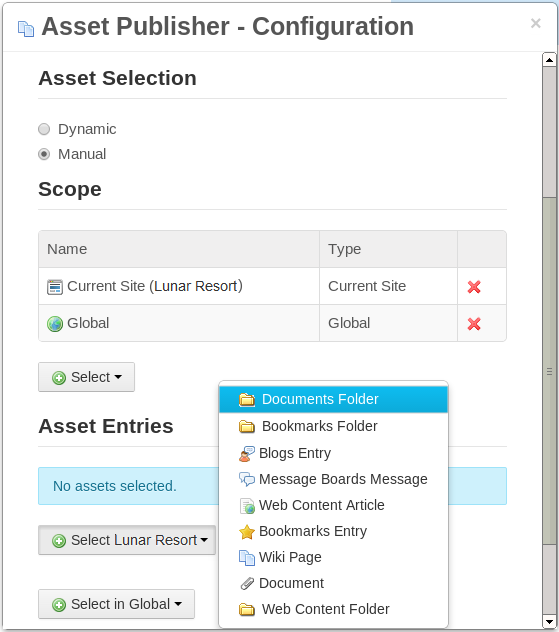 Asset Publisher - Configuration ×
Asset Selection
Dynamic
Manual
Scope
Name Type
Current Site (Lunar Resort) Current Site
Global Global
Select
Asset Entries
No assets selected.
Select Lunar Resort
Select in Global
Documents Folder
Bookmarks Folder
Blogs Entry
Message Boards Message
Web Content Article
Bookmarks Entry
Wiki Page
Document
Web Content Folder